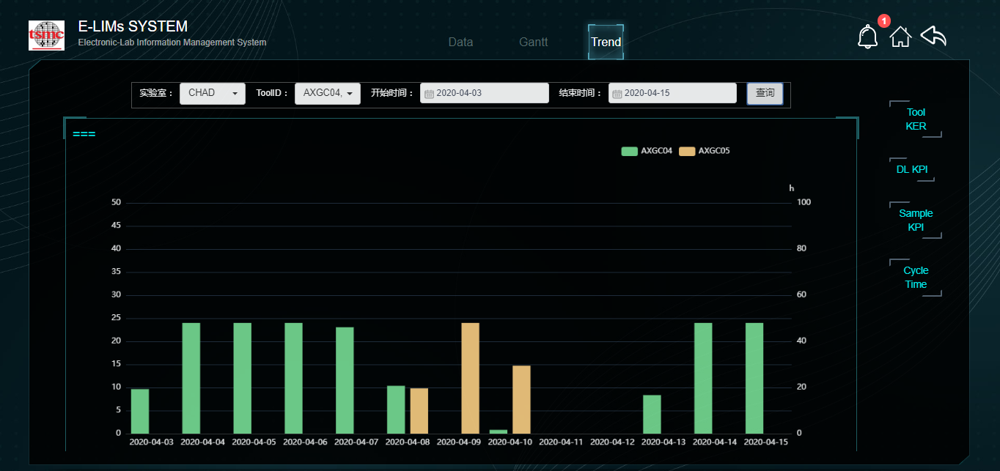 tsmc
E-LIMs SYSTEM
Electronic-Lab Information Management System
Data Gantt Trend
1
实验室： CHAD ToolID： AXGC04, 开始时间： 2020-04-03 结束时间： 2020-04-15 查询
===
AXGC04 AXGC05
h
50 100
45
40 80
35
30 60
25
20 40
15
10 20
5
0 0
2020-04-03 2020-04-04 2020-04-05 2020-04-06 2020-04-07 2020-04-08 2020-04-09 2020-04-10 2020-04-11 2020-04-12 2020-04-13 2020-04-14 2020-04-15
Tool
KER
DL KPI
Sample
KPI
Cycle
Time